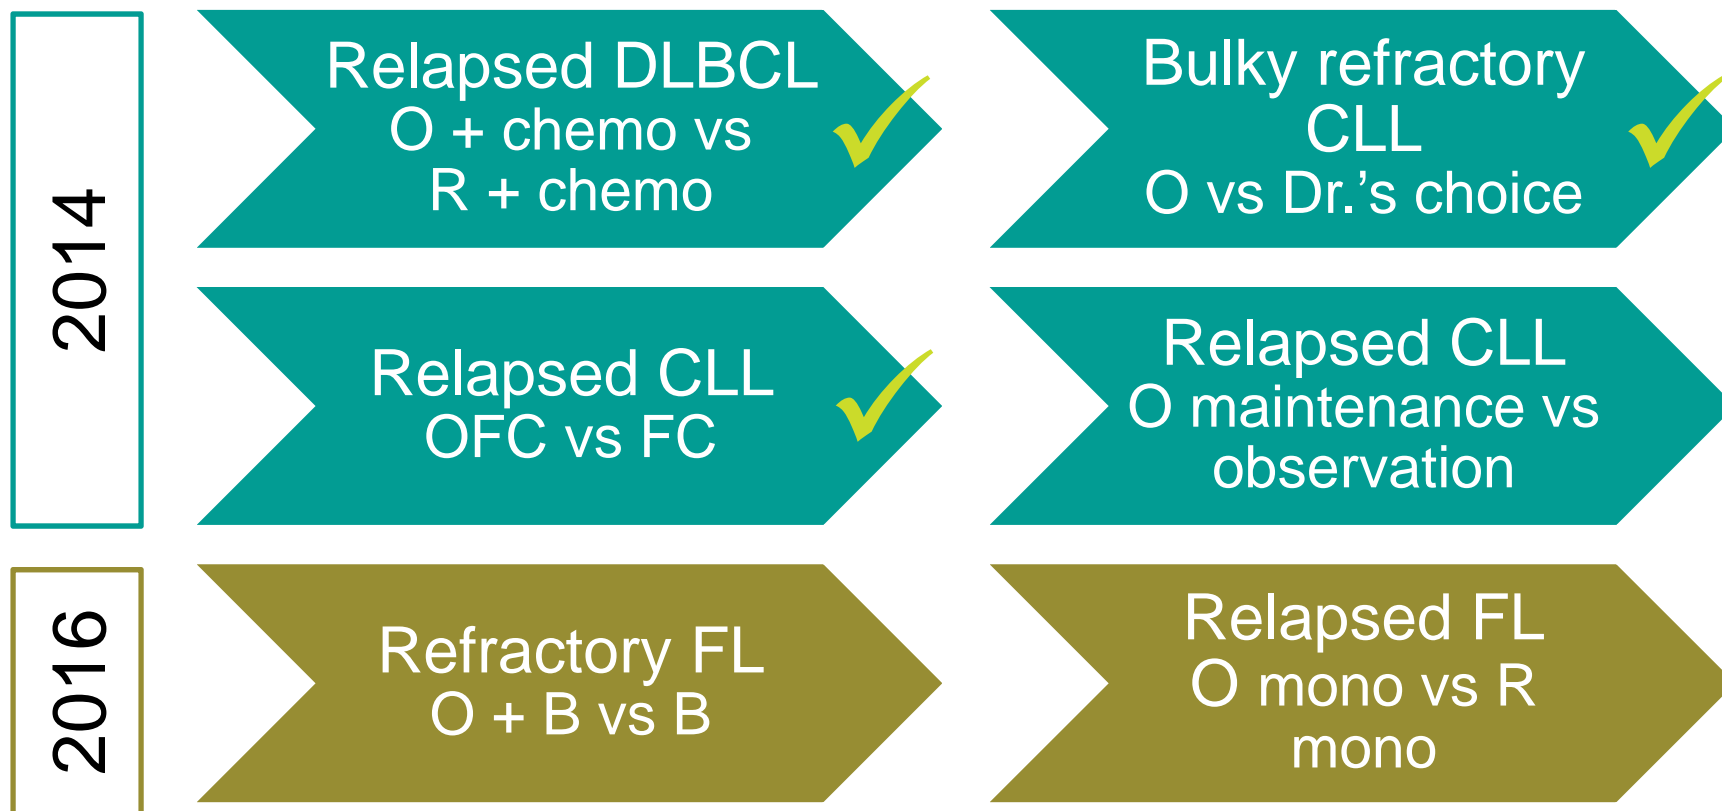 2014
Relapsed DLBCL
O + chemo vs
R + chemo
Bulky refractory
CLL
O vs Dr.’s choice
Relapsed CLL
OFC vs FC
Relapsed CLL
O maintenance vs
observation
2016
Refractory FL
O + B vs B
Relapsed FL
O mono vs R
mono